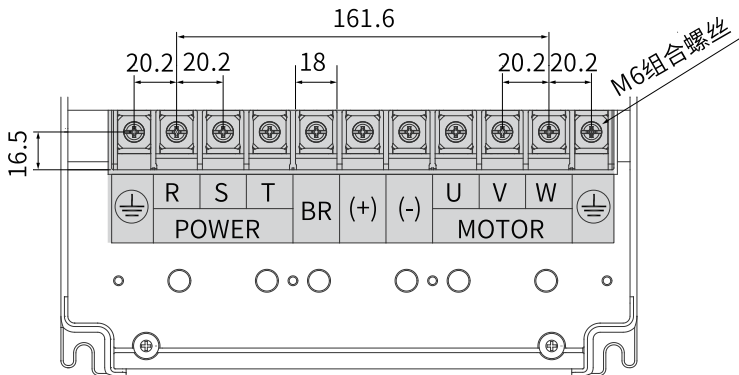 161.6
20.2 20.2 18 20.2 20.2
M6组合螺丝
16.5
R S T BR (+) (-) U V W
POWER MOTOR